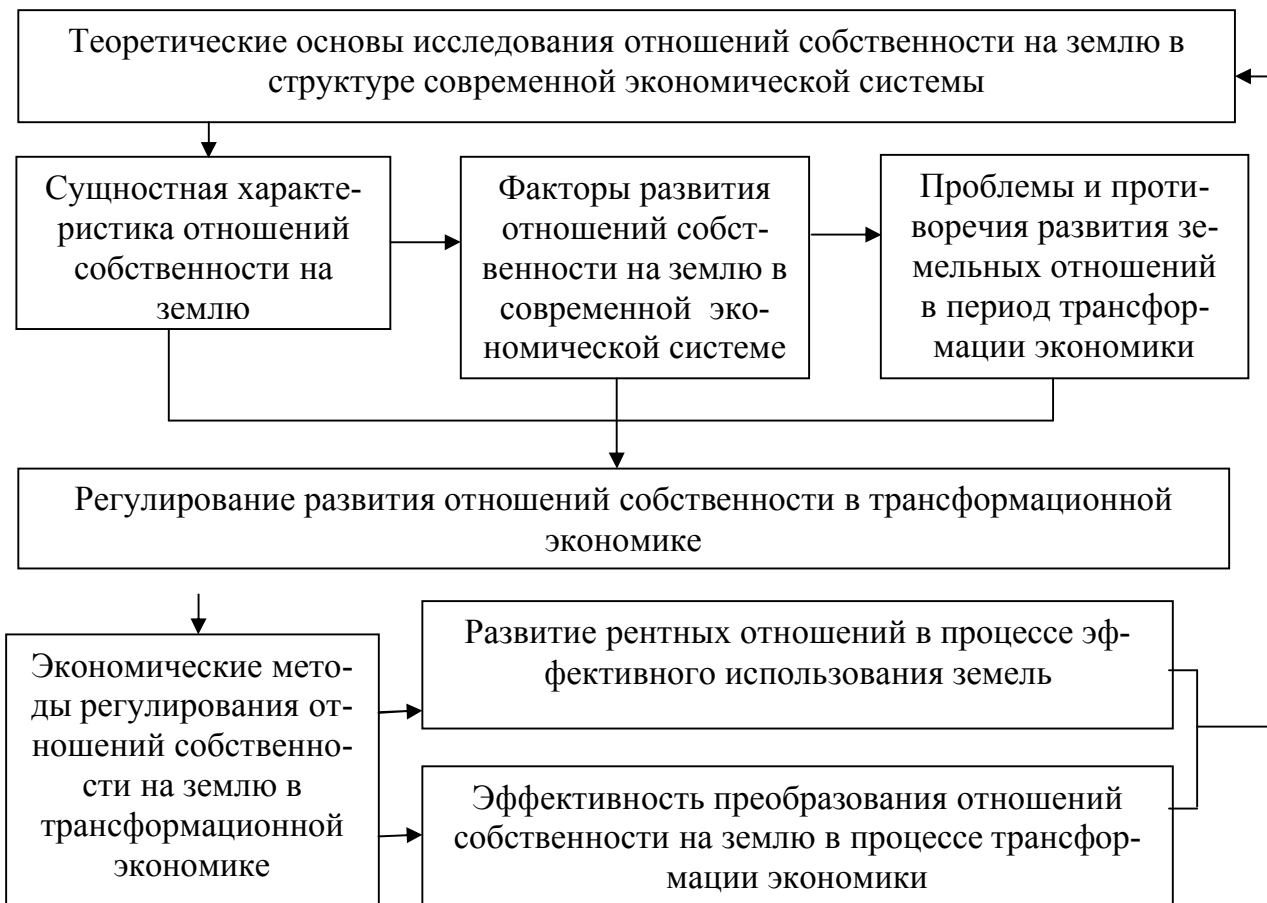 Теоретические основы исследования отношений собственности на землю в
структуре современной экономической системы
Сущностная характе-
ристика отношений
собственности на
землю
Факторы развития
отношений собст-
венности на землю в
современной эко-
номической системе
Проблемы и проти-
воречия развития зе-
мельных отношений
в период трансфор-
мации экономики
Регулирование развития отношений собственности в трансформационной
экономике
Экономические мето-
ды регулирования от-
ношений собственно-
сти на землю в
трансформационной
экономике
Развитие рентных отношений в процессе эф-
фективного использования земель
Эффективность преобразования отношений
собственности на землю в процессе трансфор-
мации экономики